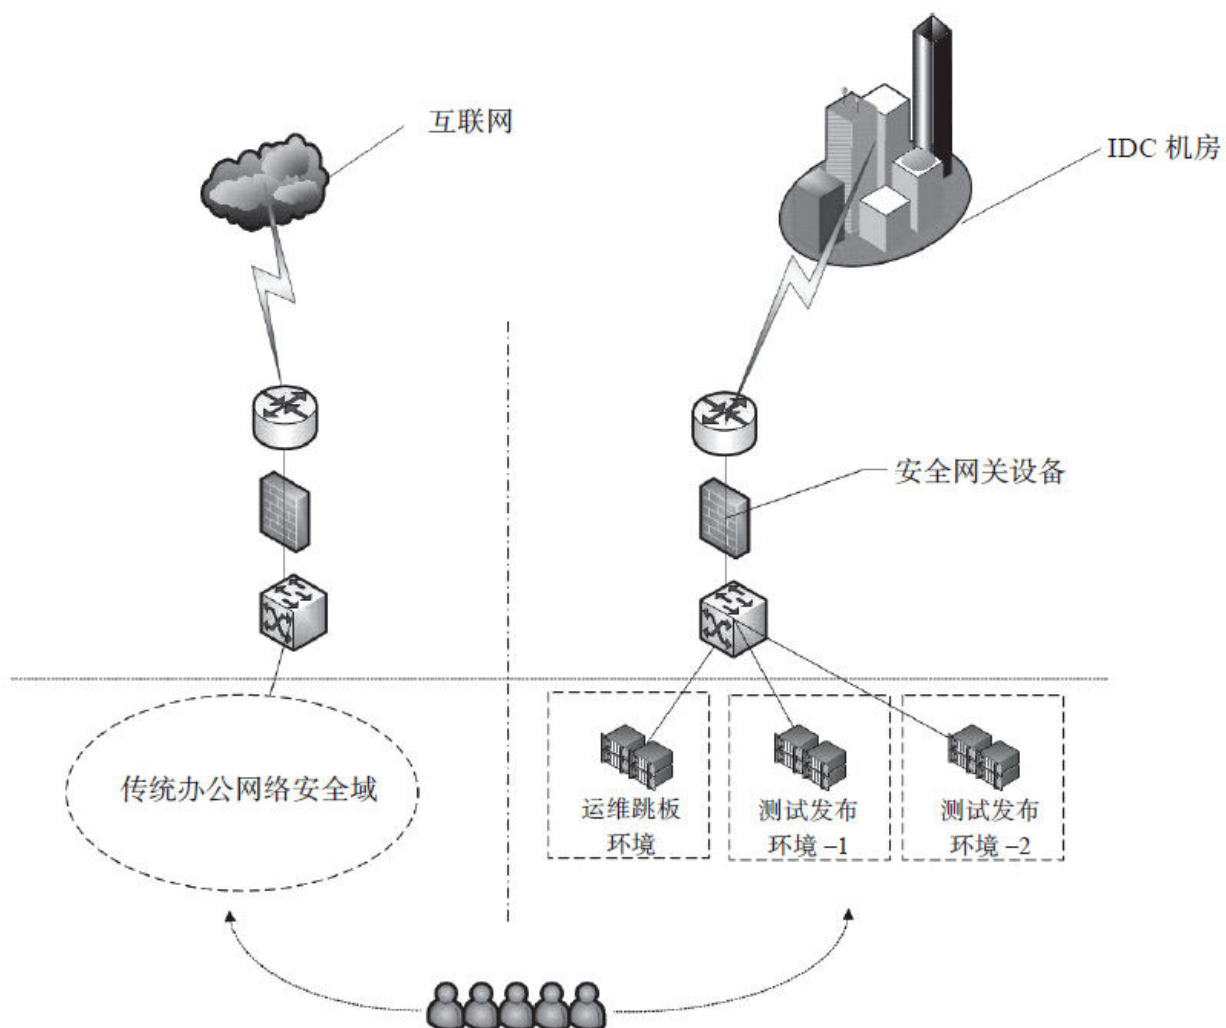 互联网
IDC 机房
安全网关设备
传统办公网络安全域
运维跳板
环境
测试发布
环境 –1
测试发布
环境 –2